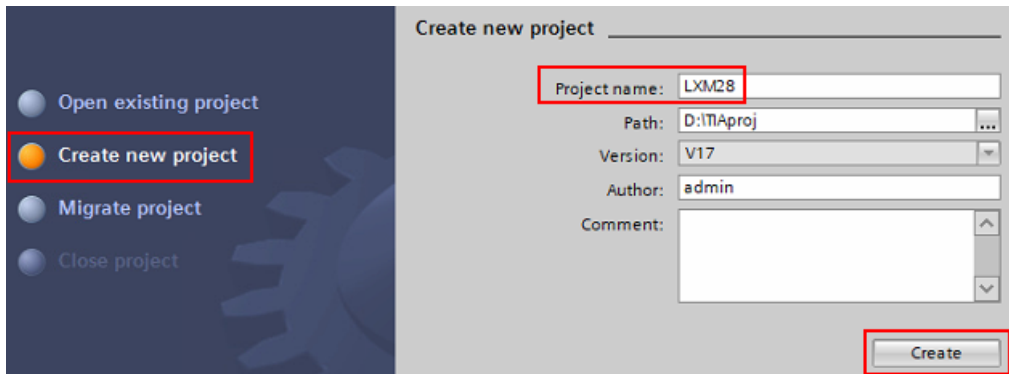 Create new project
Open existing project
Create new project
Migrate project
Close project
Project name: LXM28
Path: D:\TIAproj ...
Version: V17
Author: admin
Comment:
Create